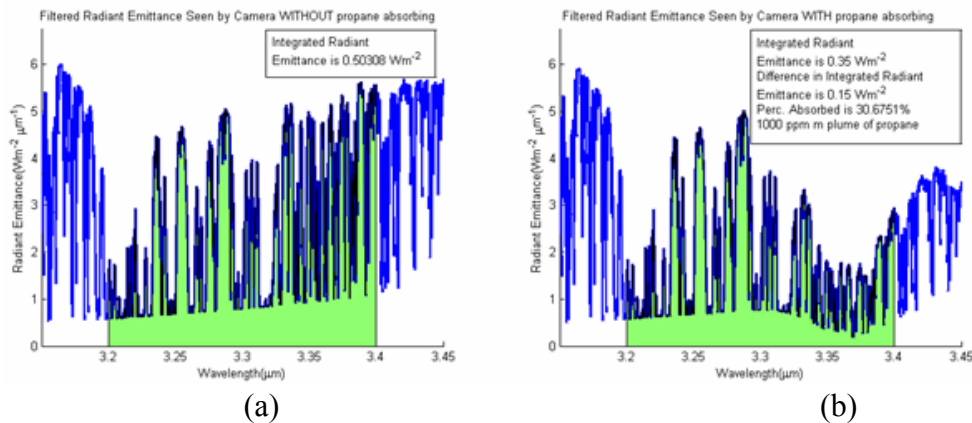 Filtered Radiant Emittance Seen by Camera WITHOUT propane absorbing
Integrated Radiant
Emittance is 0.50308 Wm⁻²
Radiant Emittance(Wm⁻² µm⁻¹)
6
5
4
3
2
1
0
3.2 3.25 3.3 3.35 3.4 3.45
Wavelength(µm)
(a)
Filtered Radiant Emittance Seen by Camera WITH propane absorbing
Integrated Radiant
Emittance is 0.35 Wm⁻²
Difference in Integrated Radiant
Emittance is 0.15 Wm⁻²
Perc. Absorbed is 30.6751%
1000 ppm m plume of propane
Radiant Emittance(Wm⁻² µm⁻¹)
6
5
4
3
2
1
0
3.2 3.25 3.3 3.35 3.4 3.45
Wavelength(µm)
(b)